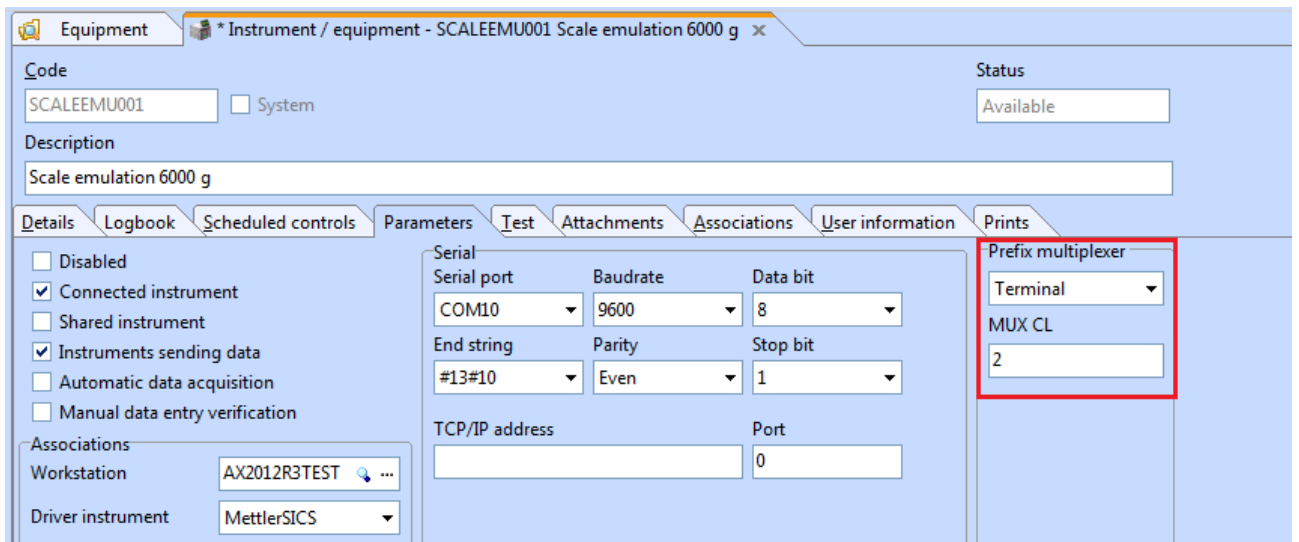 Equipment
* Instrument / equipment - SCALEEMU001 Scale emulation 6000 g
Code
Status
SCALEEMU001
System
Available
Description
Scale emulation 6000 g
Details Logbook Scheduled controls Parameters Test Attachments Associations User information Prints
Disabled
Connected instrument
Shared instrument
Instruments sending data
Automatic data acquisition
Manual data entry verification
Associations
Workstation AX2012R3TEST ...
Driver instrument MettlerSICS
Serial
Serial port Baudrate Data bit
COM10 9600 8
End string Parity Stop bit
#13#10 Even 1
TCP/IP address Port
0
Prefix multiplexer
Terminal
MUX CL
2